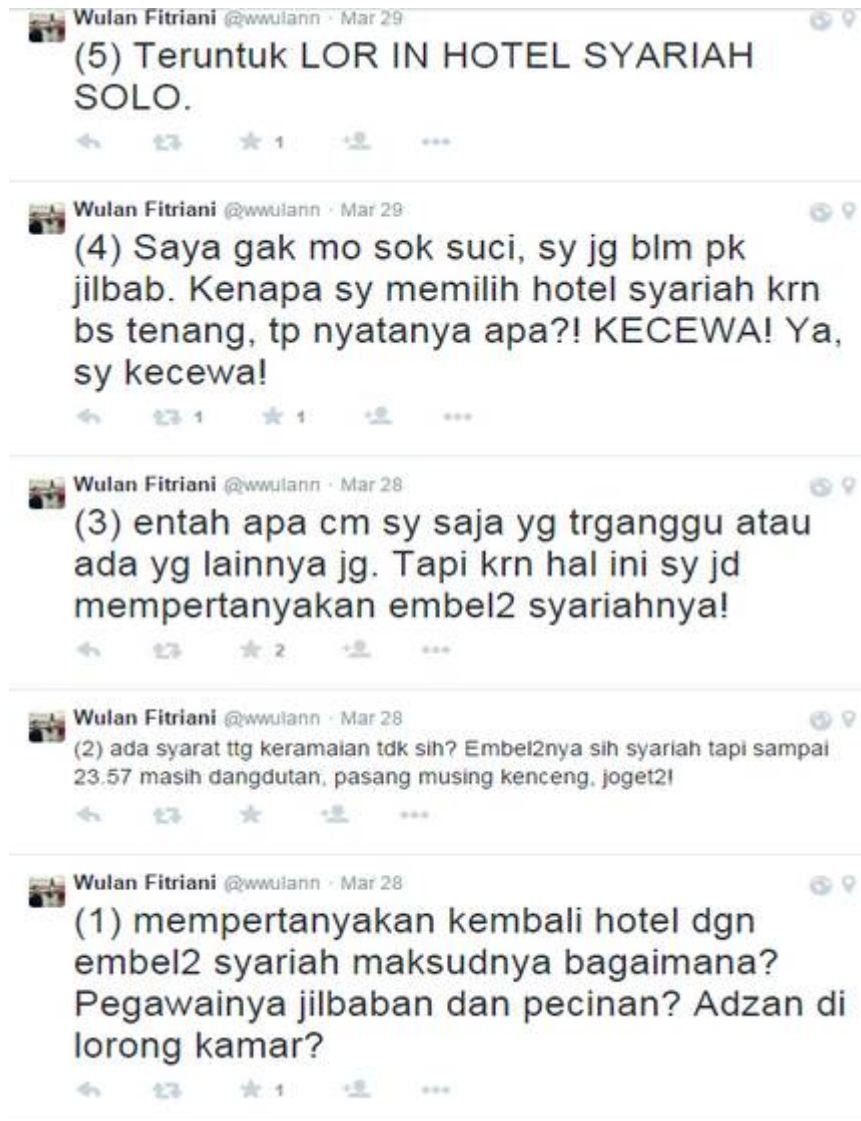 Wulan Fitriani @wwulann · Mar 29
(5) Teruntuk LOR IN HOTEL SYARIAH
SOLO.
1
Wulan Fitriani @wwulann · Mar 29
(4) Saya gak mo sok suci, sy jg blm pk
jilbab. Kenapa sy memilih hotel syariah krn
bs tenang, tp nyatanya apa?! KECEWA! Ya,
sy kecewa!
1 1
Wulan Fitriani @wwulann · Mar 28
(3) entah apa cm sy saja yg trganggu atau
ada yg lainnya jg. Tapi krn hal ini sy jd
mempertanyakan embel2 syariahnya!
2
Wulan Fitriani @wwulann · Mar 28
(2) ada syarat ttg keramaian tdk sih? Embel2nya sih syariah tapi sampai
23.57 masih dangdutan, pasang musing kenceng, joget2!
Wulan Fitriani @wwulann · Mar 28
(1) mempertanyakan kembali hotel dgn
embel2 syariah maksudnya bagaimana?
Pegawainya jilbaban dan pecinan? Adzan di
lorong kamar?
1